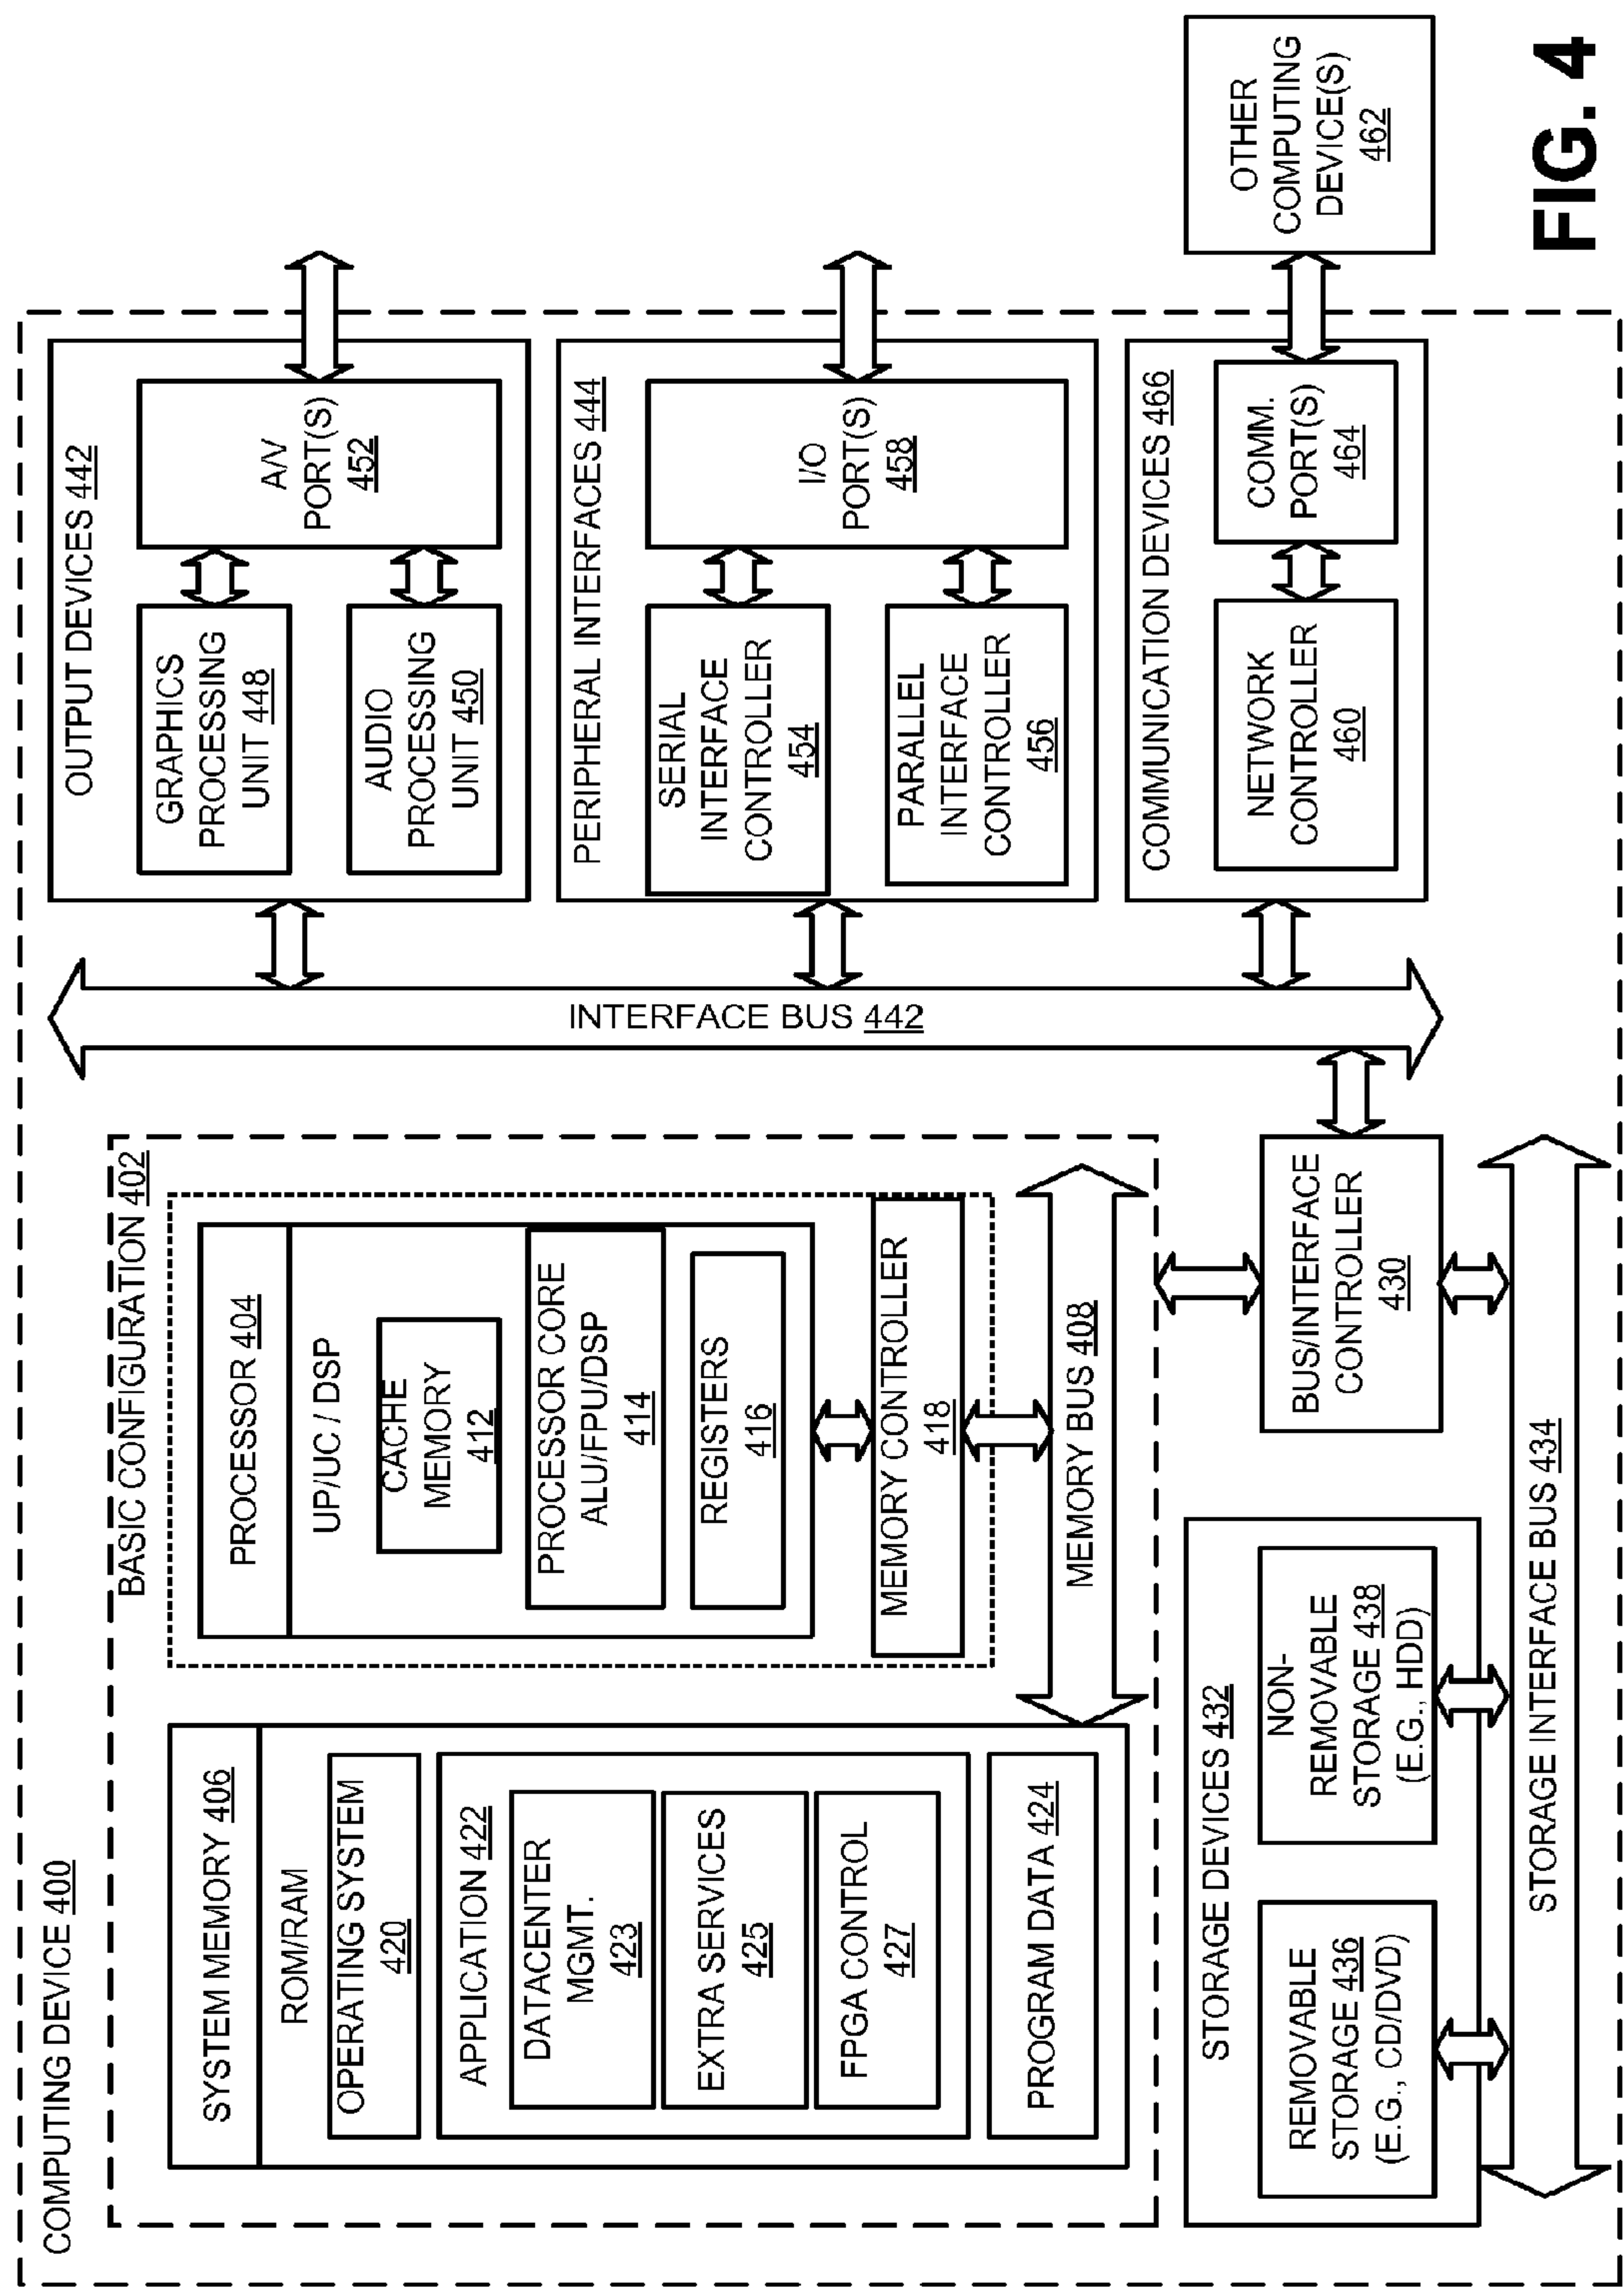 COMPUTING DEVICE 400
BASIC CONFIGURATION 402
SYSTEM MEMORY 406
ROM/RAM
OPERATING SYSTEM
420
APPLICATION 422
DATACENTER
MGMT.
423
EXTRA SERVICES
425
FPGA CONTROL
427
PROGRAM DATA 424
PROCESSOR 404
UP/UC / DSP
CACHE
MEMORY
412
PROCESSOR CORE
ALU/FPU/DSP
414
REGISTERS
416
MEMORY CONTROLLER
418
MEMORY BUS 408
STORAGE DEVICES 432
REMOVABLE
STORAGE 436
(E.G., CD/DVD)
NON-
REMOVABLE
STORAGE 438
(E.G., HDD)
BUS/INTERFACE
CONTROLLER
430
STORAGE INTERFACE BUS 434
INTERFACE BUS 442
OUTPUT DEVICES 442
GRAPHICS
PROCESSING
UNIT 448
AUDIO
PROCESSING
UNIT 450
A/V
PORT(S)
452
PERIPHERAL INTERFACES 444
SERIAL
INTERFACE
CONTROLLER
454
PARALLEL
INTERFACE
CONTROLLER
456
I/O
PORT(S)
458
COMMUNICATION DEVICES 466
NETWORK
CONTROLLER
460
COMM.
PORT(S)
464
OTHER
COMPUTING
DEVICE(S)
462
FIG. 4